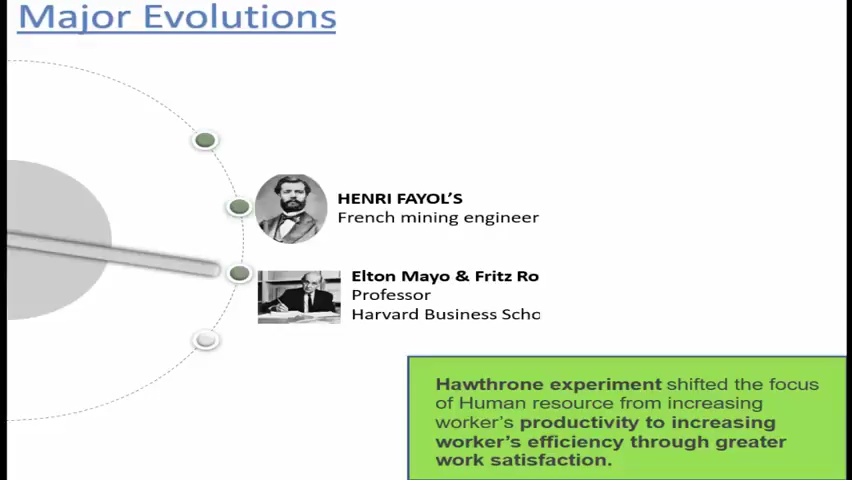 Major Evolutions
HENRI FAYOL'S
French mining engineer
Elton Mayo & Fritz Ro
Professor
Harvard Business Scho
Hawthrone experiment shifted the focus
of Human resource from increasing
worker's productivity to increasing
worker's efficiency through greater
work satisfaction.